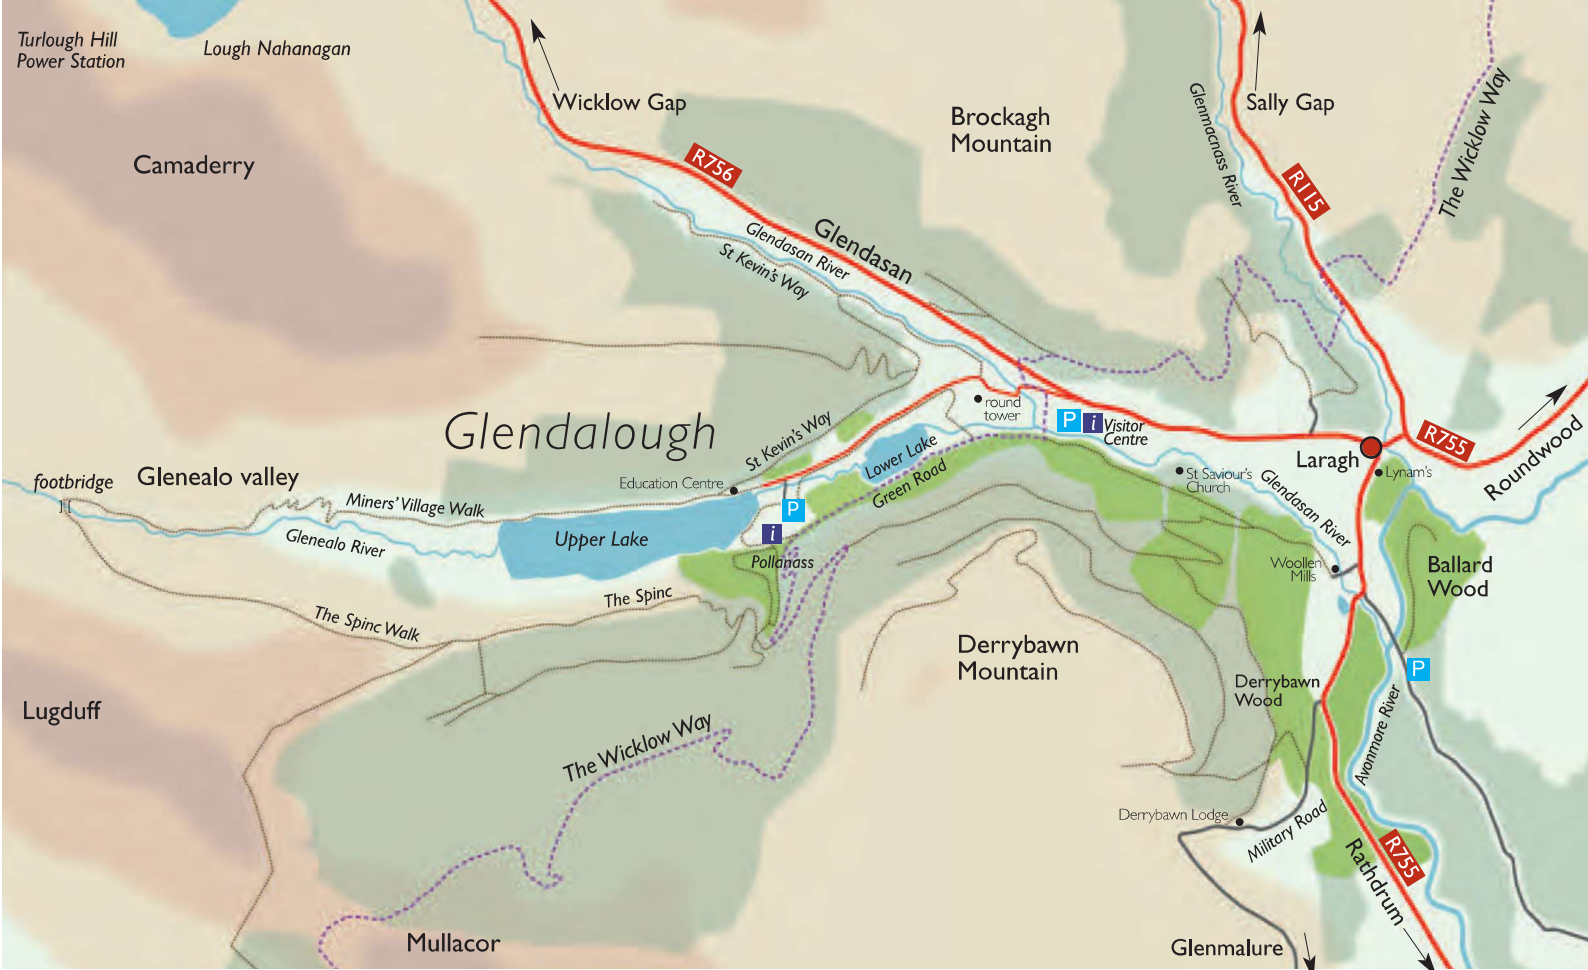 Turlough Hill
Power Station
Lough Nahanagan
Wicklow Gap
Sally Gap
Brockagh
Mountain
Glenmacnass River
The Wicklow Way
Camaderry
R756
R115
Glendasan
Glendasan River
St Kevin's Way
Glendalough
round
tower
P
i
Visitor
Centre
St Kevin's Way
Lower Lake
Green Road
Laragh
R755
Roundwood
Lynam's
St Saviour's
Church
Glendasan River
footbridge
Glenealo valley
Miners' Village Walk
Education Centre
P
i
Glenealo River
Upper Lake
Pollanass
Woollen
Mills
Ballard
Wood
The Spinc
The Spinc Walk
Derrybawn
Mountain
P
Derrybawn
Wood
Lugduff
The Wicklow Way
Avonmore River
Derrybawn Lodge
Military Road
R755
Rathdrum
Mullacor
Glenmalure